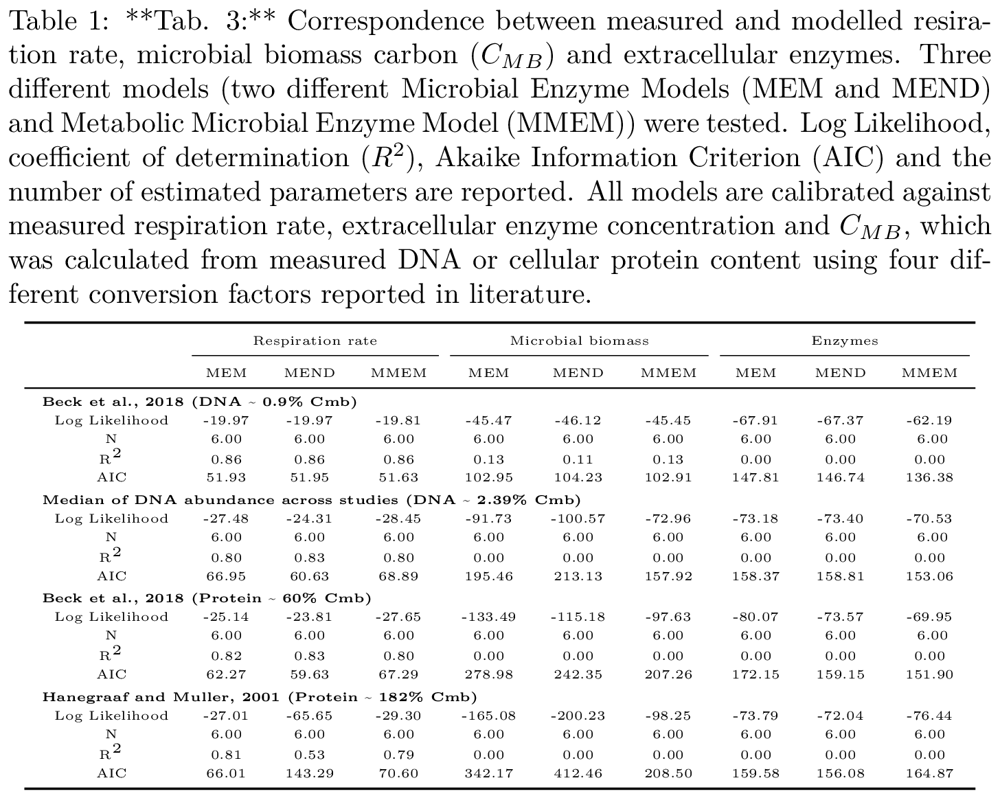 Table 1: **Tab. 3:** Correspondence between measured and modelled resira-
tion rate, microbial biomass carbon (C_{MB}) and extracellular enzymes. Three
different models (two different Microbial Enzyme Models (MEM and MEND)
and Metabolic Microbial Enzyme Model (MMEM)) were tested. Log Likelihood,
coefficient of determination (R^2), Akaike Information Criterion (AIC) and the
number of estimated parameters are reported. All models are calibrated against
measured respiration rate, extracellular enzyme concentration and C_{MB}, which
was calculated from measured DNA or cellular protein content using four dif-
ferent conversion factors reported in literature.
Respiration rate Microbial biomass Enzymes
MEM MEND MMEM MEM MEND MMEM MEM MEND MMEM
Beck et al., 2018 (DNA ~ 0.9% Cmb)
Log Likelihood -19.97 -19.97 -19.81 -45.47 -46.12 -45.45 -67.91 -67.37 -62.19
N 6.00 6.00 6.00 6.00 6.00 6.00 6.00 6.00 6.00
R^2 0.86 0.86 0.86 0.13 0.11 0.13 0.00 0.00 0.00
AIC 51.93 51.95 51.63 102.95 104.23 102.91 147.81 146.74 136.38
Median of DNA abundance across studies (DNA ~ 2.39% Cmb)
Log Likelihood -27.48 -24.31 -28.45 -91.73 -100.57 -72.96 -73.18 -73.40 -70.53
N 6.00 6.00 6.00 6.00 6.00 6.00 6.00 6.00 6.00
R^2 0.80 0.83 0.80 0.00 0.00 0.00 0.00 0.00 0.00
AIC 66.95 60.63 68.89 195.46 213.13 157.92 158.37 158.81 153.06
Beck et al., 2018 (Protein ~ 60% Cmb)
Log Likelihood -25.14 -23.81 -27.65 -133.49 -115.18 -97.63 -80.07 -73.57 -69.95
N 6.00 6.00 6.00 6.00 6.00 6.00 6.00 6.00 6.00
R^2 0.82 0.83 0.80 0.00 0.00 0.00 0.00 0.00 0.00
AIC 62.27 59.63 67.29 278.98 242.35 207.26 172.15 159.15 151.90
Hanegraaf and Muller, 2001 (Protein ~ 182% Cmb)
Log Likelihood -27.01 -65.65 -29.30 -165.08 -200.23 -98.25 -73.79 -72.04 -76.44
N 6.00 6.00 6.00 6.00 6.00 6.00 6.00 6.00 6.00
R^2 0.81 0.53 0.79 0.00 0.00 0.00 0.00 0.00 0.00
AIC 66.01 143.29 70.60 342.17 412.46 208.50 159.58 156.08 164.87